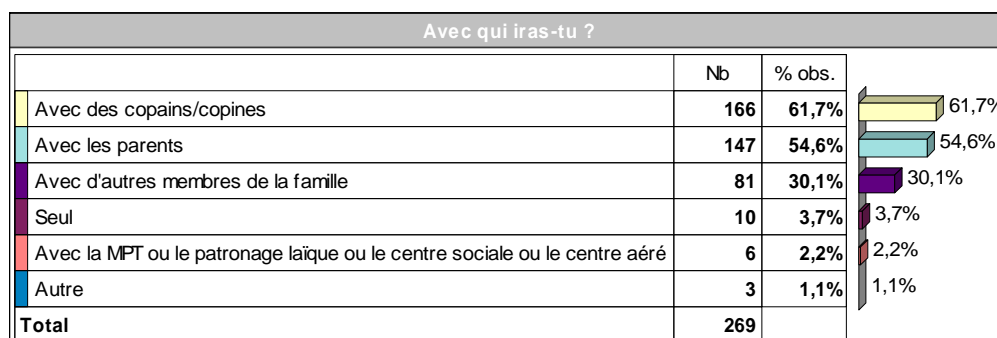 Avec qui iras-tu ?
Nb % obs.
Avec des copains/copines 166 61,7% 61,7%
Avec les parents 147 54,6% 54,6%
Avec d'autres membres de la famille 81 30,1% 30,1%
Seul 10 3,7% 3,7%
Avec la MPT ou le patronage laïque ou le centre sociale ou le centre aéré 6 2,2% 2,2%
Autre 3 1,1% 1,1%
Total 269